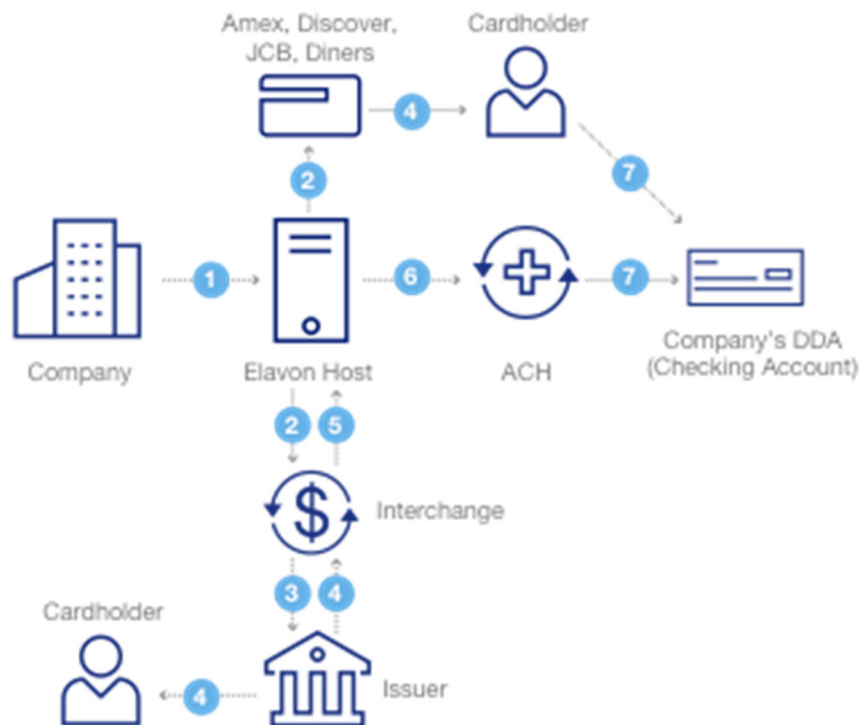 Amex, Discover,
JCB, Diners
Cardholder
4
2
7
1
6
7
Company
Elavon Host
ACH
Company's DDA
(Checking Account)
2
5
$
Interchange
3
4
Cardholder
4
Issuer